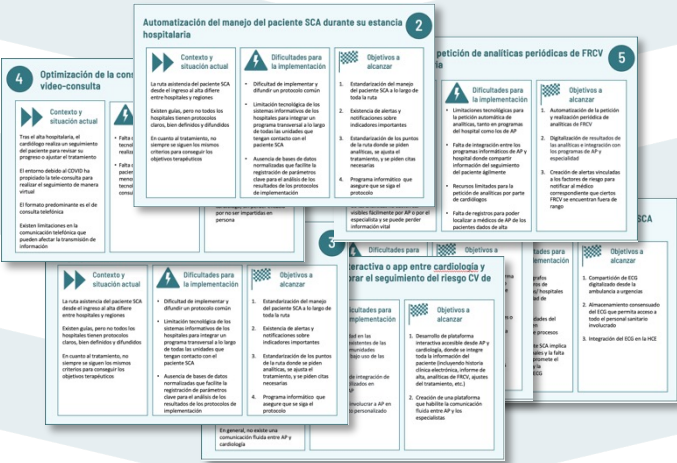 Automatización del manejo del paciente SCA durante su estancia
hospitalaria
2
Contexto y
situación actual
La ruta asistencia del paciente SCA
desde el ingreso al alta difiere
entre hospitales y regiones
Existen guías, pero no todos los
hospitales tienen protocolos
claros, bien definidos y difundidos
En cuanto al tratamiento, no
siempre se siguen los mismos
criterios para conseguir los
objetivos terapéuticos
Dificultades para
la implementación
• Dificultad de implementar y
difundir un protocolo común
• Limitación tecnológica de los
sistemas informativos de los
hospitales para integrar un
programa transversal a lo largo
de todas las unidades que
tengan contacto con el
paciente SCA
• Ausencia de bases de datos
normalizadas que facilite la
registración de parámetros
clave para el análisis de los
resultados de los protocolos
de implementación
Objetivos a
alcanzar
1. Estandarización del manejo
del paciente SCA a lo largo de
toda la ruta
2. Existencia de alertas y
notificaciones sobre
indicadores importantes
3. Estandarización de los puntos
de la ruta donde se piden
analíticas, se ajusta el
tratamiento, y se piden citas
necesarias
4. Programa informático que
asegure que se siga el
protocolo
4
Optimización de la
video-consulta
Contexto y
situación actual
Tras el alta hospitalaria, el
cardiólogo realiza un seguimiento
del paciente para revisar su
progreso o ajustar el tratamiento
El entorno debido al COVID ha
propulsado la tele-consulta para
realizar el seguimiento de manera
virtual
El formato predominante es el de
consulta telefónica
Existen limitaciones en la
comunicación telefónica que
pueden afectar la transmisión de
información
por no ser impartidas en
persona
petición de analíticas periódicas de FRCV
5
Dificultades para
la implementación
• Limitaciones tecnológicas para
la petición automática de
analíticas, tanto en programas
del hospital como los de AP
• Falta de integración entre los
programas informáticos de AP y
hospital donde compartir
información del seguimiento
del paciente ágilmente
• Recursos limitados para la
petición de analíticas por parte
de cardiólogos
• Falta de registros para poder
localizar a médicos de AP de los
pacientes dados de alta
Objetivos a
alcanzar
1. Automatización de la petición
y realización periódica de
analíticas de FRCV
2. Digitalización de resultados de
las analíticas e integración con
los programas de AP y
especialidad
3. Creación de alertas vinculadas
a los factores de riesgo para
notificar al médico
correspondiente que ciertos
FRCV se encuentran fuera de
rango
visibles fácilmente por AP o por el
especialista y se puede perder
información vital
Contexto y
situación actual
La ruta asistencia del paciente SCA
desde el ingreso al alta difiere
entre hospitales y regiones
Existen guías, pero no todos los
hospitales tienen protocolos
claros, bien definidos y difundidos
En cuanto al tratamiento, no
siempre se siguen los mismos
criterios para conseguir los
objetivos terapéuticos
Dificultades para
la implementación
• Dificultad de implementar y
difundir un protocolo común
• Limitación tecnológica de los
sistemas informativos de los
hospitales para integrar un
programa transversal a lo largo
de todas las unidades que
tengan contacto con el
paciente SCA
• Ausencia de bases de datos
normalizadas que facilite la
registración de parámetros
clave para el análisis de los
resultados de los protocolos de
implementación
Objetivos a
alcanzar
1. Estandarización del manejo
del paciente SCA a lo largo de
toda la ruta
2. Existencia de alertas y
notificaciones sobre
indicadores importantes
3. Estandarización de los puntos
de la ruta donde se piden
analíticas, se ajusta el
tratamiento, y se piden citas
necesarias
4. Programa informático que
asegure que se siga el
protocolo
3
Dificultades para
Objetivos a
interactiva o app entre cardiología y
el seguimiento del riesgo CV de
Objetivos a
alcanzar
1. Desarrollo de plataforma
interactiva accesible desde AP y
cardiología, donde se integre
toda la información del
paciente (incluyendo historia
clínica electrónica, informe de
alta, analíticas de FRCV, ajustes
del tratamiento, etc.)
2. Creación de una plataforma
que habilite la comunicación
fluida entre AP y los
especialistas
En general, no existe una
comunicación fluida entre AP y
cardiología
SCA
Objetivos a
alcanzar
1. Compartición de ECG
digitalizado desde la
ambulancia a urgencias
2. Almacenamiento consensuado
del ECG que permita acceso a
todo el personal sanitario
involucrado
3. Integración del ECG en la HCE